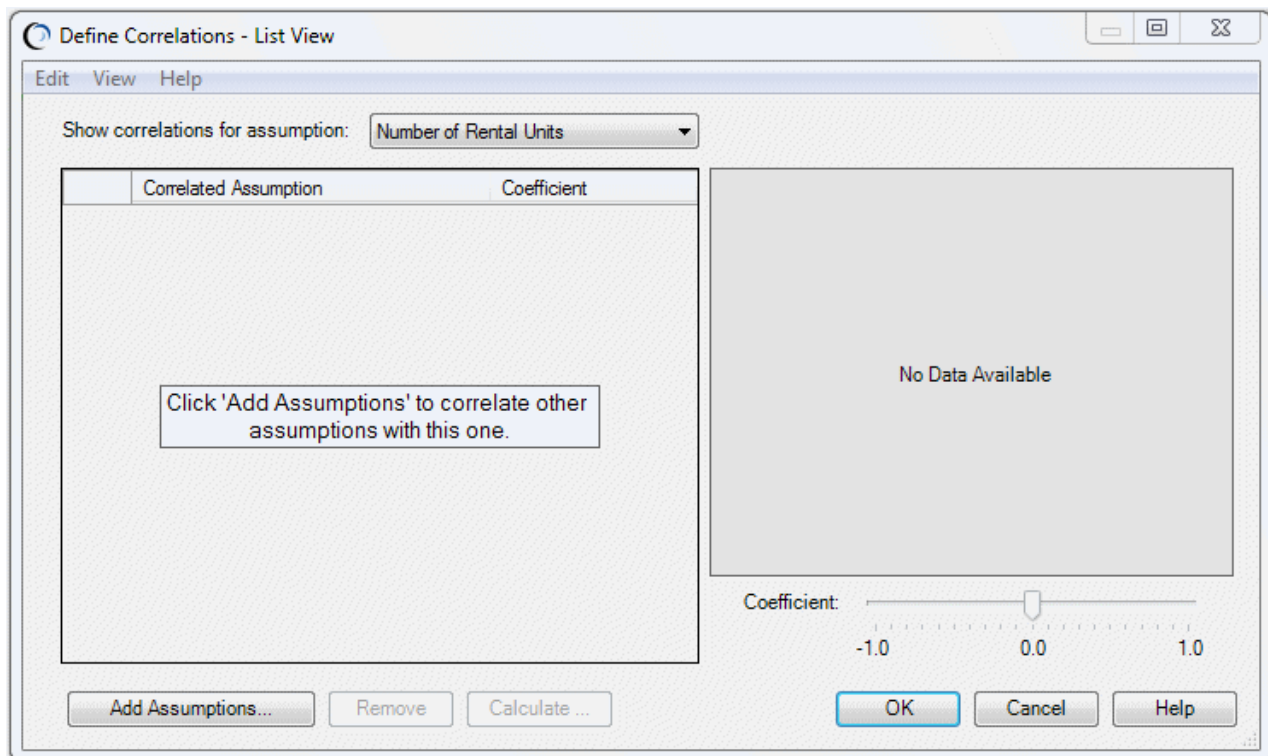 Define Correlations - List View
Edit View Help
Show correlations for assumption: Number of Rental Units
Correlated Assumption Coefficient
Click 'Add Assumptions' to correlate other
assumptions with this one.
No Data Available
Coefficient:
-1.0 0.0 1.0
Add Assumptions... Remove Calculate ... OK Cancel Help